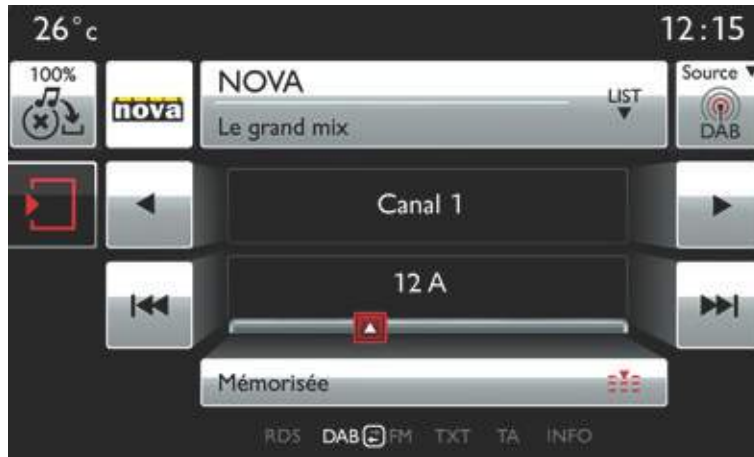 26°c
12:15
100%
nova
NOVA
LIST
Source
Le grand mix
DAB
Canal 1
12 A
Mémorisée
RDS DAB FM TXT TA INFO